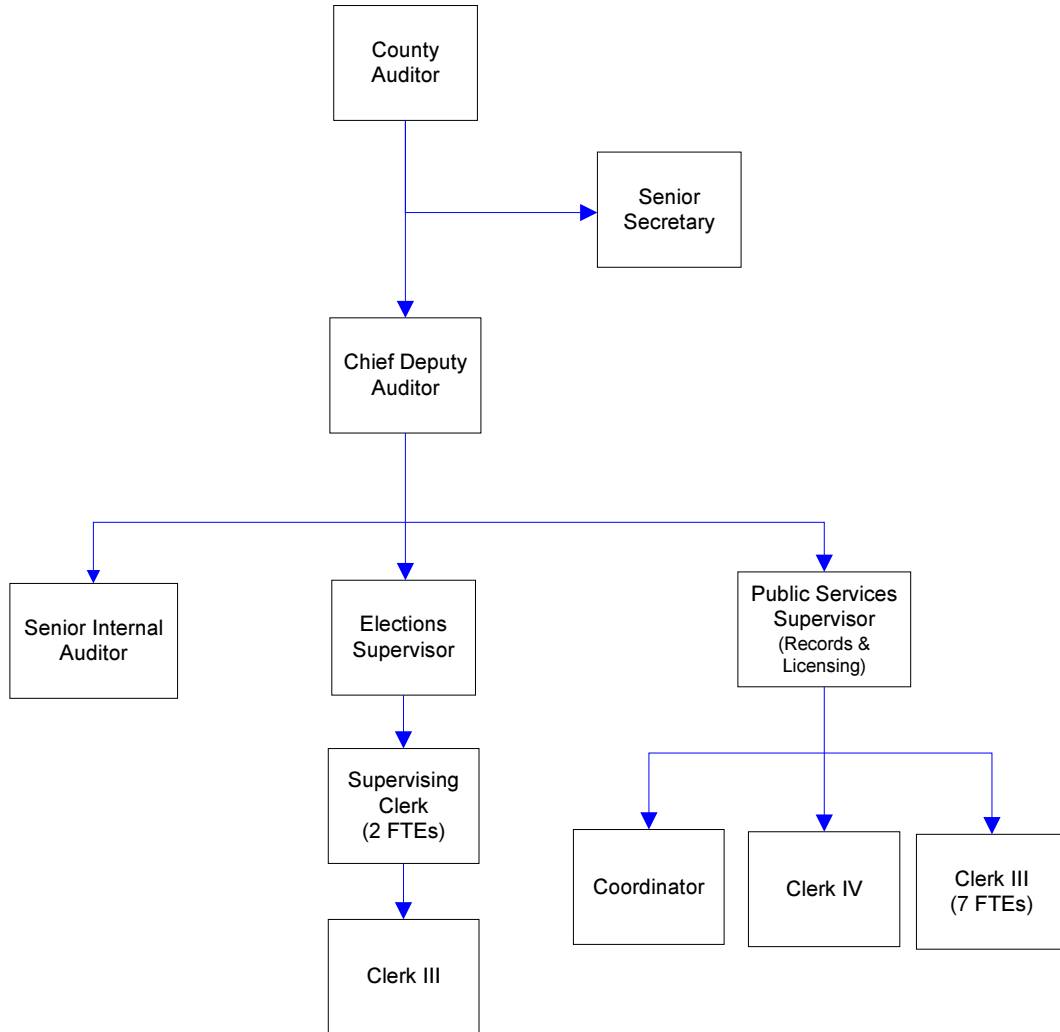 County
Auditor
Senior
Secretary
Chief Deputy
Auditor
Senior Internal
Auditor
Elections
Supervisor
Public Services
Supervisor
(Records &
Licensing)
Supervising
Clerk
(2 FTEs)
Coordinator
Clerk IV
Clerk III
(7 FTEs)
Clerk III